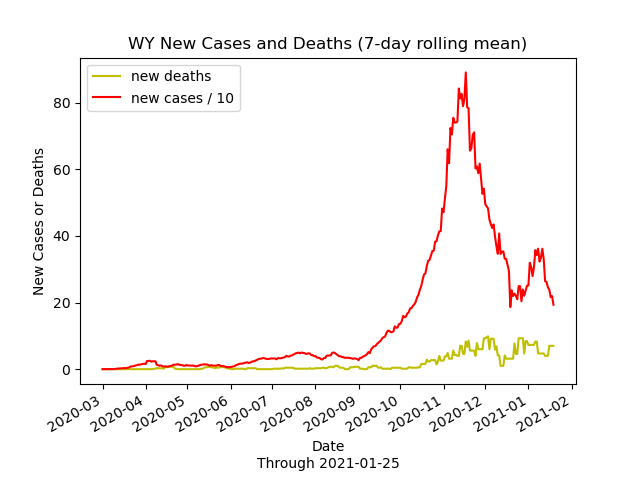 WY New Cases and Deaths (7-day rolling mean)
new deaths
new cases / 10
80
60
40
20
0
New Cases or Deaths
2020-03
2020-04
2020-05
2020-06
2020-07
2020-08
2020-09
2020-10
2020-11
2020-12
2021-01
2021-02
Date
Through 2021-01-25